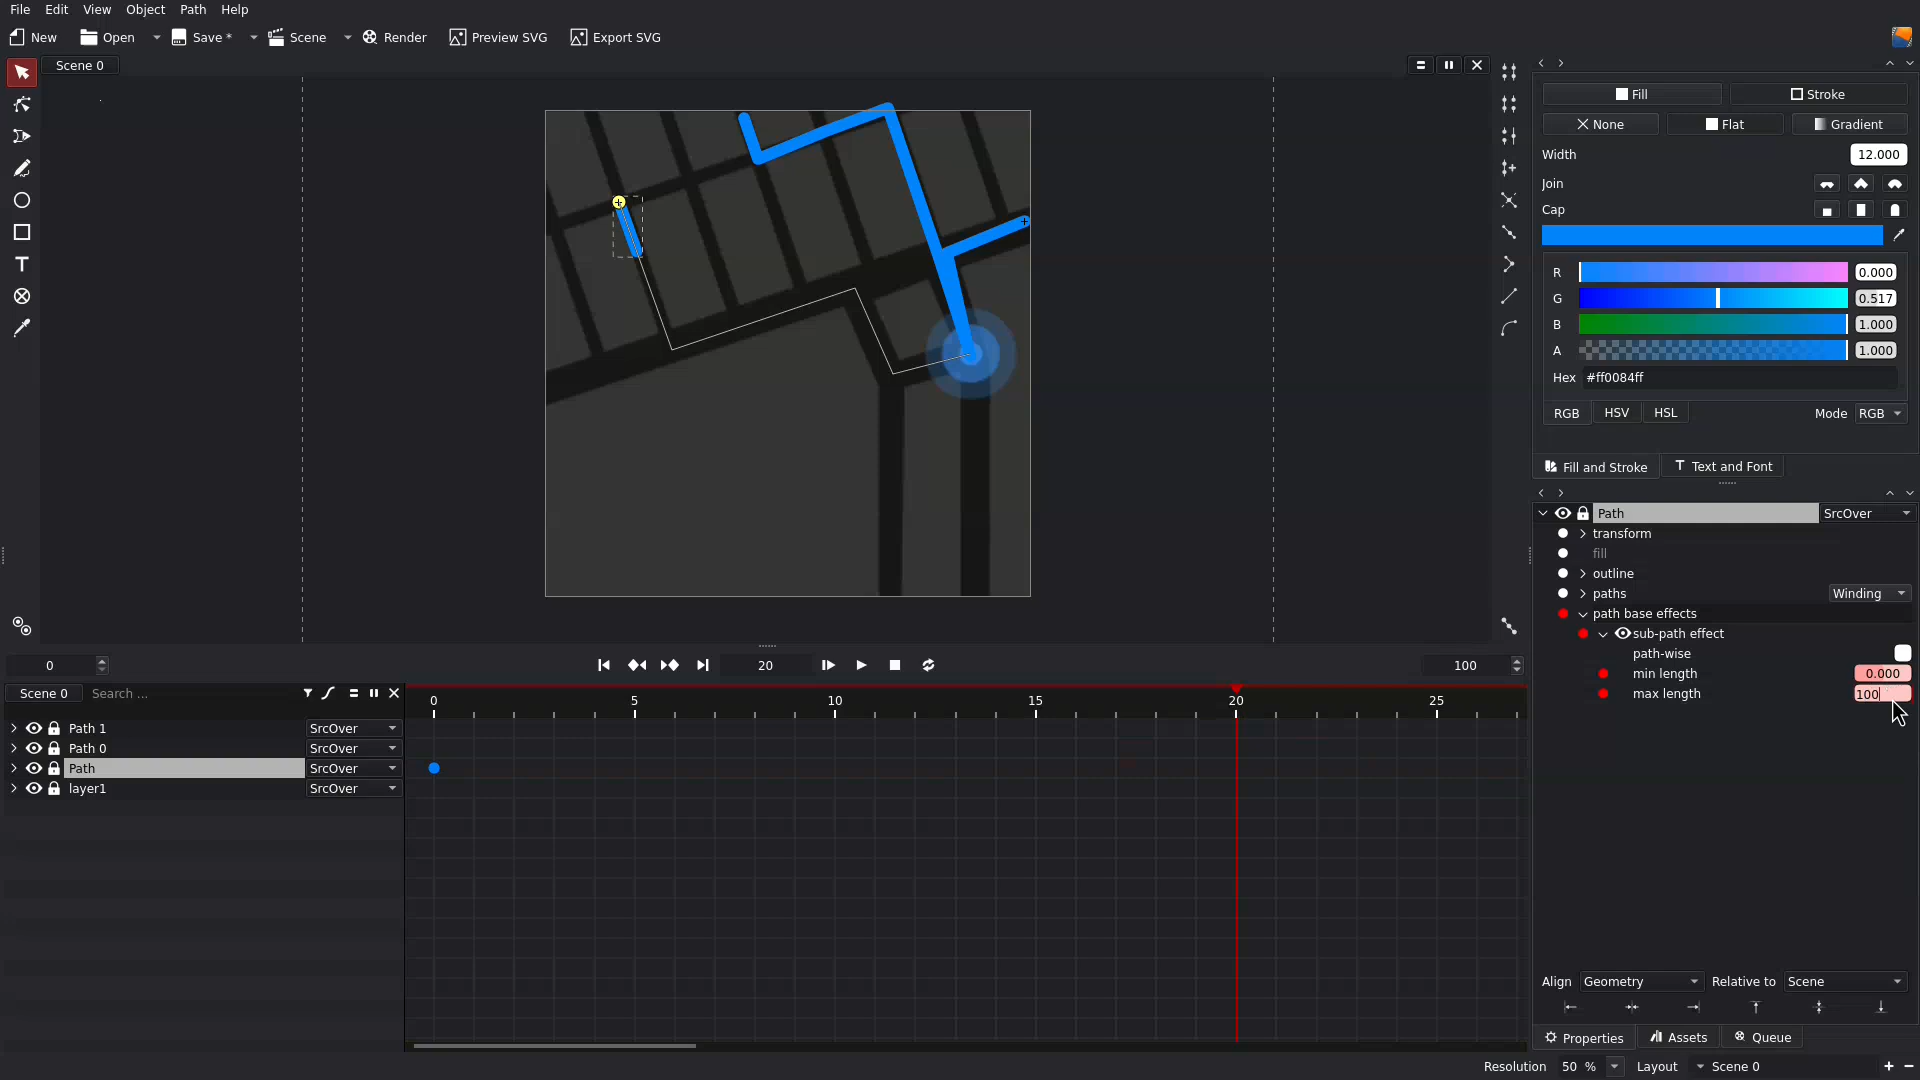 File Edit View Object Path Help
New Open Save * Scene Render Preview SVG Export SVG
Scene 0
Fill Stroke
None Flat Gradient
Width 12.000
Join
Cap
R 0.000
G 0.517
B 1.000
A 1.000
Hex #ff0084ff
RGB HSV HSL Mode RGB
Fill and Stroke Text and Font
Path SrcOver
transform
fill
outline
paths Winding
path base effects
sub-path effect
path-wise
min length 0.000
max length 100
0 20 100
Scene 0 Search ...
0 5 10 15 20 25
Path 1 SrcOver
Path 0 SrcOver
Path SrcOver
layer1 SrcOver
Align Geometry Relative to Scene
Properties Assets Queue
Resolution 50 % Layout Scene 0